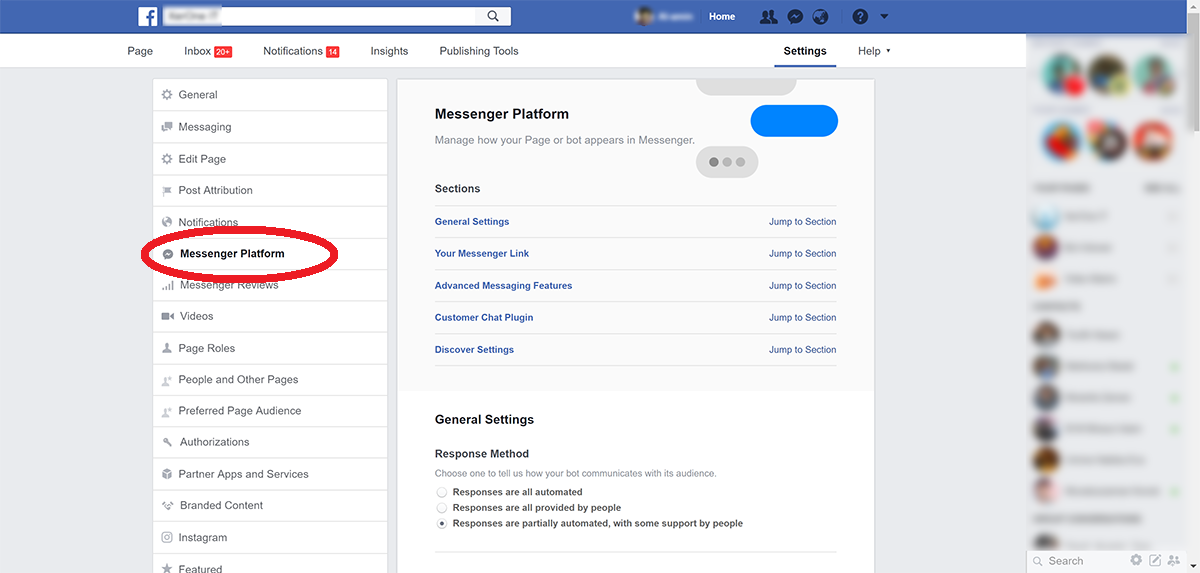 Home
Page
Inbox 20+
Notifications 14
Insights
Publishing Tools
Settings
Help
General
Messaging
Edit Page
Post Attribution
Notifications
Messenger Platform
Messenger Reviews
Videos
Page Roles
People and Other Pages
Preferred Page Audience
Authorizations
Partner Apps and Services
Branded Content
Instagram
Featured
Messenger Platform
Manage how your Page or bot appears in Messenger.
Sections
General Settings Jump to Section
Your Messenger Link Jump to Section
Advanced Messaging Features Jump to Section
Customer Chat Plugin Jump to Section
Discover Settings Jump to Section
General Settings
Response Method
Choose one to tell us how your bot communicates with its audience.
Responses are all automated
Responses are all provided by people
Responses are partially automated, with some support by people
Search